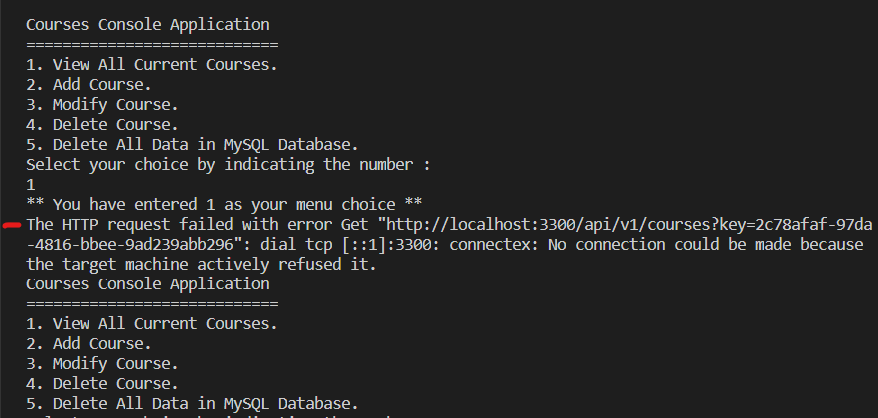 Courses Console Application
============================
1. View All Current Courses.
2. Add Course.
3. Modify Course.
4. Delete Course.
5. Delete All Data in MySQL Database.
Select your choice by indicating the number :
1
** You have entered 1 as your menu choice **
The HTTP request failed with error Get "http://localhost:3300/api/v1/courses?key=2c78afaf-97da
-4816-bbee-9ad239abb296": dial tcp [::1]:3300: connectex: No connection could be made because
the target machine actively refused it.
Courses Console Application
============================
1. View All Current Courses.
2. Add Course.
3. Modify Course.
4. Delete Course.
5. Delete All Data in MySQL Database.